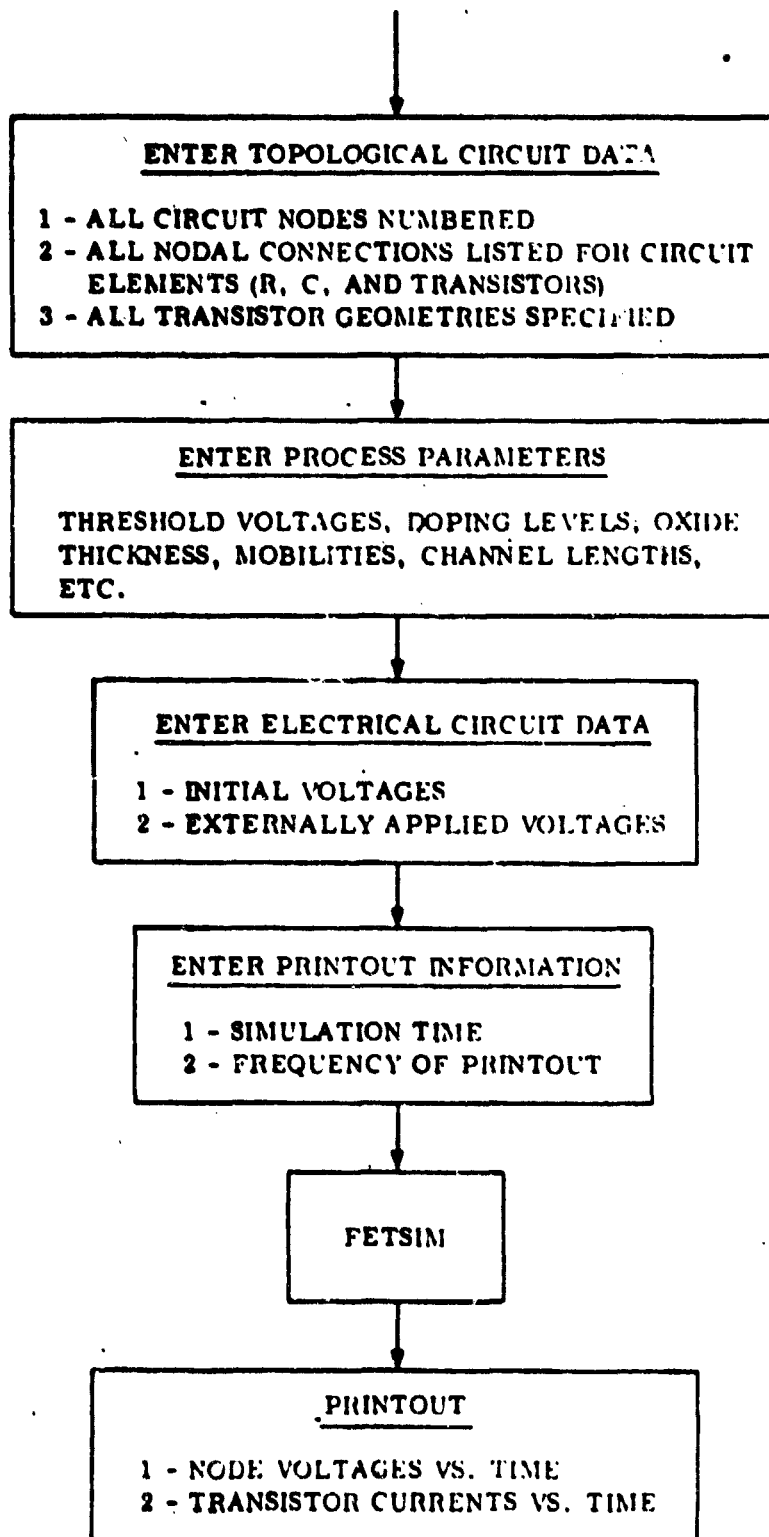 ENTER TOPOLOGICAL CIRCUIT DATA
1 - ALL CIRCUIT NODES NUMBERED
2 - ALL NODAL CONNECTIONS LISTED FOR CIRCUIT
ELEMENTS (R, C, AND TRANSISTORS)
3 - ALL TRANSISTOR GEOMETRIES SPECIFIED
ENTER PROCESS PARAMETERS
THRESHOLD VOLTAGES, DOPING LEVELS, OXIDE
THICKNESS, MOBILITIES, CHANNEL LENGTHS,
ETC.
ENTER ELECTRICAL CIRCUIT DATA
1 - INITIAL VOLTAGES
2 - EXTERNALLY APPLIED VOLTAGES
ENTER PRINTOUT INFORMATION
1 - SIMULATION TIME
2 - FREQUENCY OF PRINTOUT
FETSIM
PRINTOUT
1 - NODE VOLTAGES VS. TIME
2 - TRANSISTOR CURRENTS VS. TIME